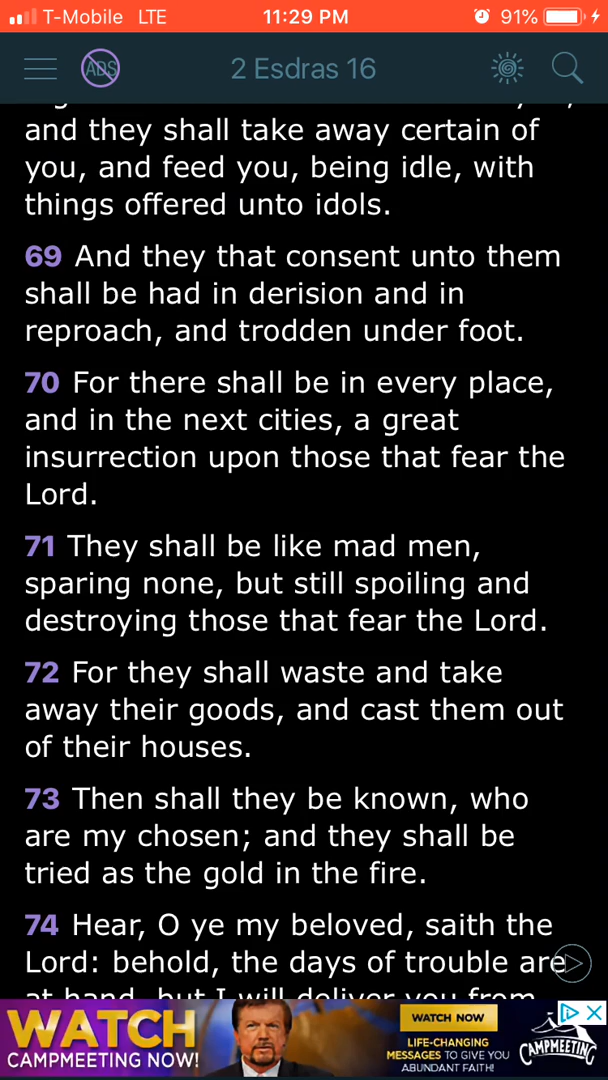 T-Mobile LTE 11:29 PM 91%
ADS 2 Esdras 16
and they shall take away certain of
you, and feed you, being idle, with
things offered unto idols.
69 And they that consent unto them
shall be had in derision and in
reproach, and trodden under foot.
70 For there shall be in every place,
and in the next cities, a great
insurrection upon those that fear the
Lord.
71 They shall be like mad men,
sparing none, but still spoiling and
destroying those that fear the Lord.
72 For they shall waste and take
away their goods, and cast them out
of their houses.
73 Then shall they be known, who
are my chosen; and they shall be
tried as the gold in the fire.
74 Hear, O ye my beloved, saith the
Lord: behold, the days of trouble are
at hand, but I will deliver you from
WATCH
CAMPMEETING NOW!
WATCH NOW
LIFE-CHANGING
MESSAGES TO GIVE YOU
ABUNDANT FAITH!
CAMPMEETING